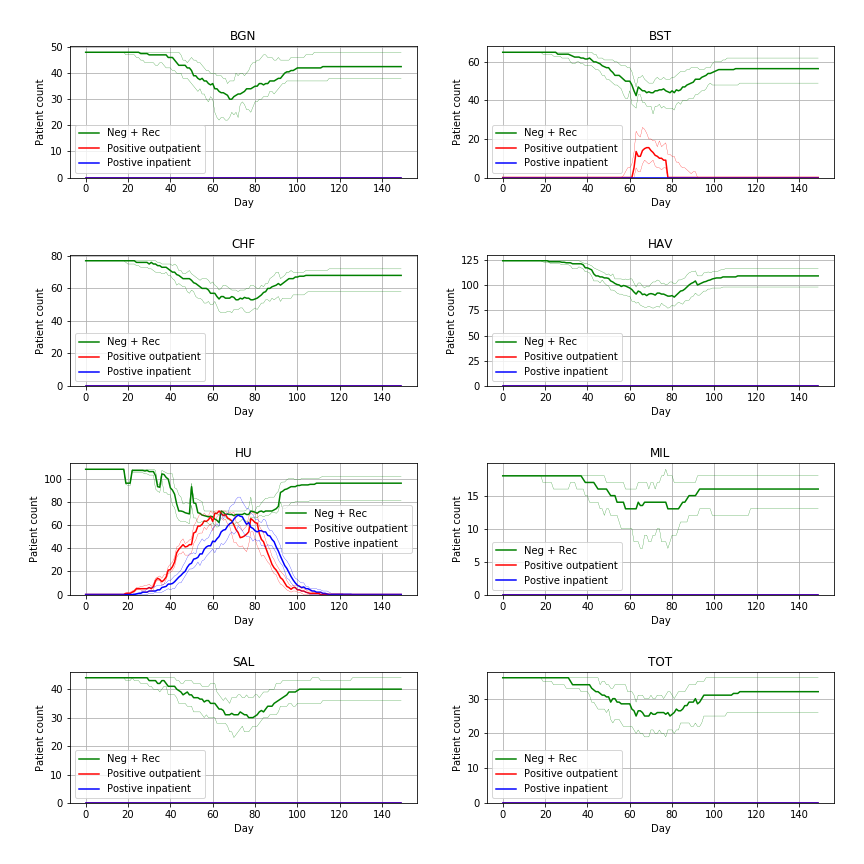 BGN
Patient count
50
40
30
20
10
0
Neg + Rec
Positive outpatient
Postive inpatient
0 20 40 60 80 100 120 140
Day
BST
Patient count
60
40
20
0
Neg + Rec
Positive outpatient
Postive inpatient
0 20 40 60 80 100 120 140
Day
CHF
Patient count
80
60
40
20
0
Neg + Rec
Positive outpatient
Postive inpatient
0 20 40 60 80 100 120 140
Day
HAV
Patient count
125
100
75
50
25
0
Neg + Rec
Positive outpatient
Postive inpatient
0 20 40 60 80 100 120 140
Day
HU
Patient count
100
80
60
40
20
0
Neg + Rec
Positive outpatient
Postive inpatient
0 20 40 60 80 100 120 140
Day
MIL
Patient count
15
10
5
0
Neg + Rec
Positive outpatient
Postive inpatient
0 20 40 60 80 100 120 140
Day
SAL
Patient count
40
30
20
10
0
Neg + Rec
Positive outpatient
Postive inpatient
0 20 40 60 80 100 120 140
Day
TOT
Patient count
30
20
10
0
Neg + Rec
Positive outpatient
Postive inpatient
0 20 40 60 80 100 120 140
Day